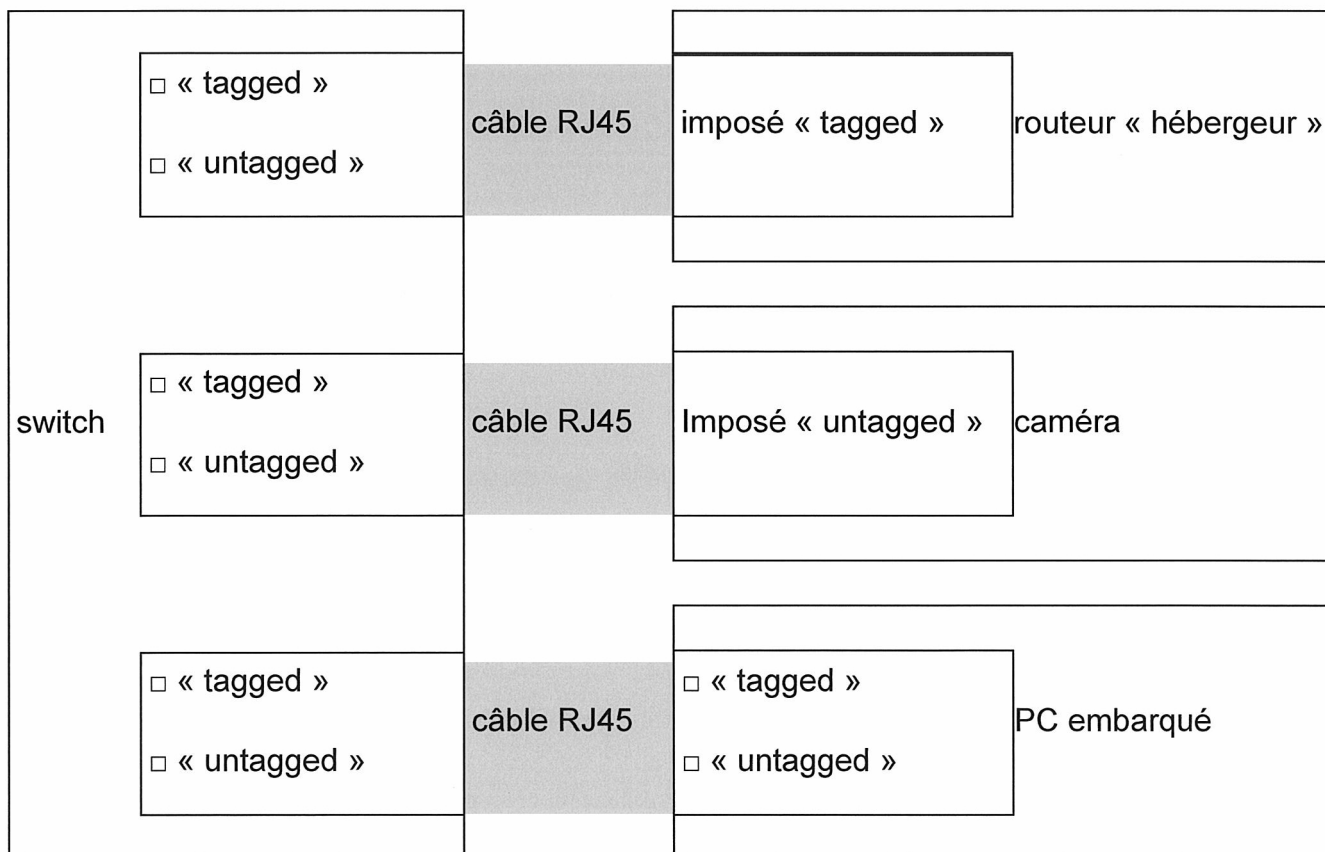 □ « tagged »
câble RJ45
imposé « tagged »
routeur « hébergeur »
□ « untagged »
□ « tagged »
switch
câble RJ45
Imposé « untagged »
caméra
□ « untagged »
□ « tagged »
câble RJ45
□ « tagged »
PC embarqué
□ « untagged »
□ « untagged »